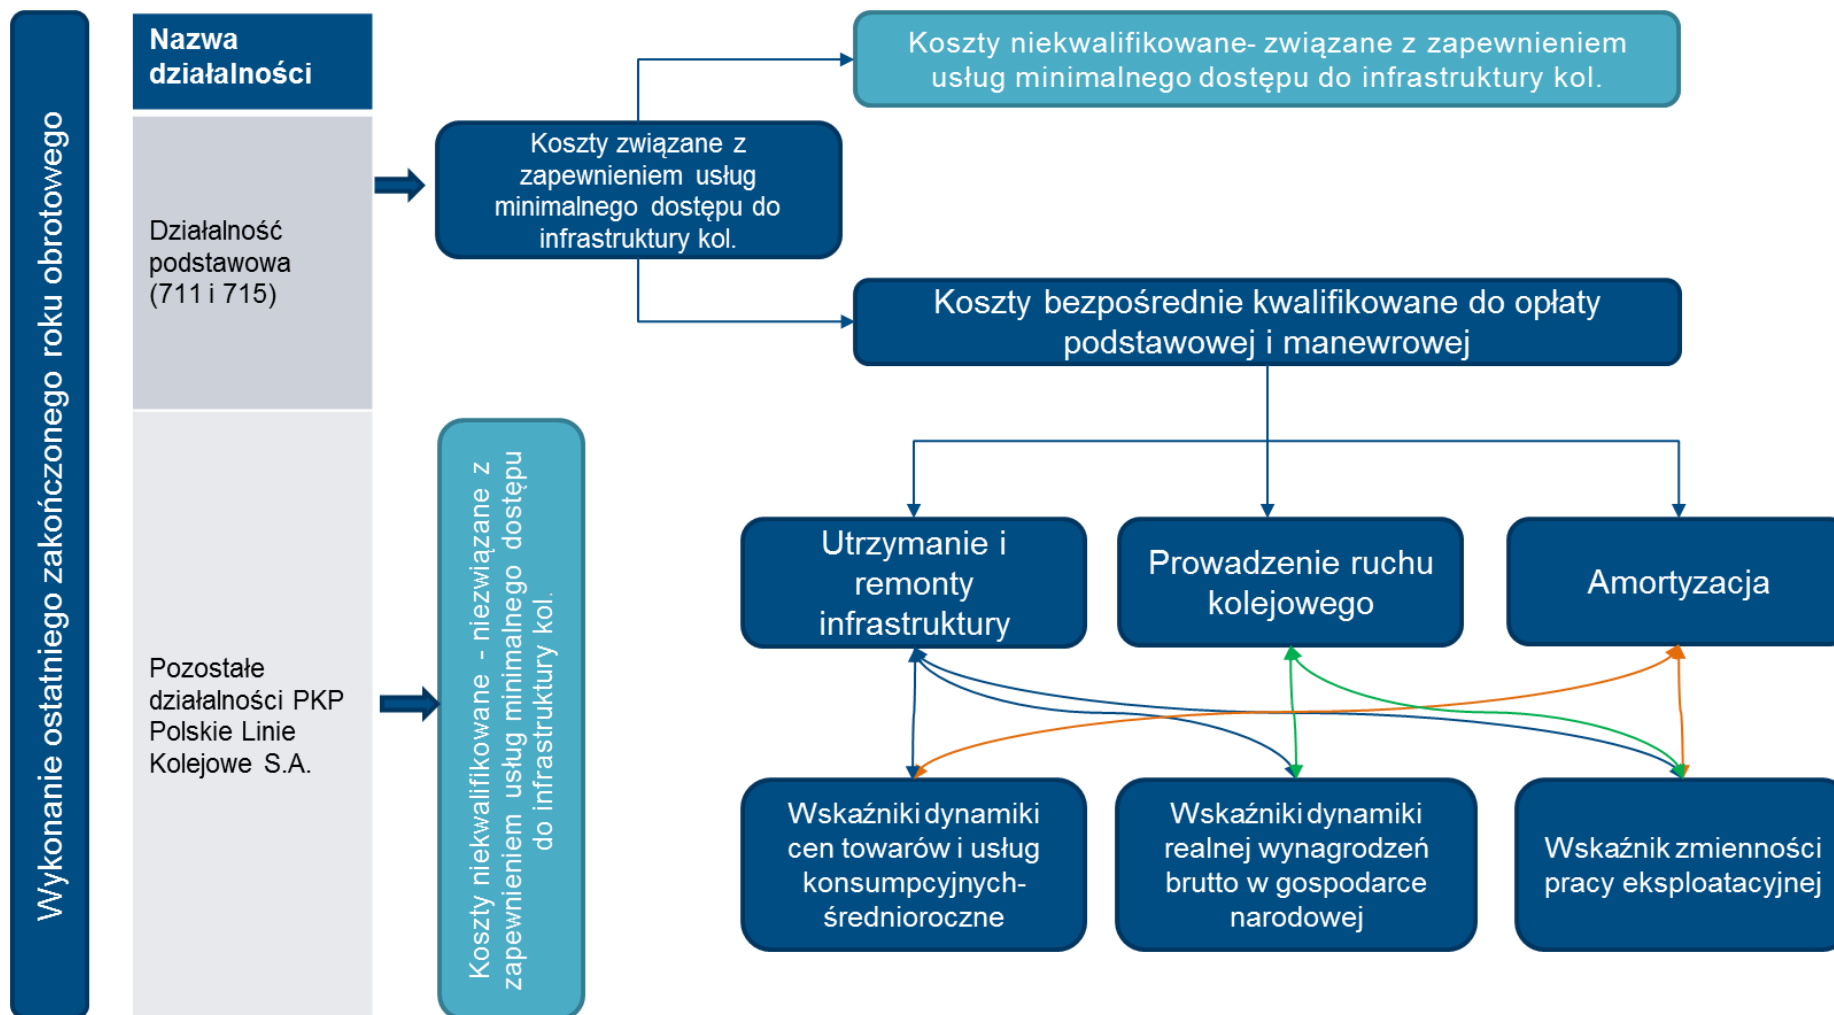 Wykonanie ostatniego zakończonego roku obrotowego
Nazwa
działalności
Działalność
podstawowa
(711 i 715)
Pozostałe
działalności PKP
Polskie Linie
Kolejowe S.A.
Koszty związane z
zapewnieniem usług
minimalnego dostępu do
infrastruktury kol.
Koszty niekwalifikowane- związane z zapewnieniem
usług minimalnego dostępu do infrastruktury kol.
Koszty bezpośrednie kwalifikowane do opłaty
podstawowej i manewrowej
Koszty niekwalifikowane - niezwiązane z
zapewnieniem usług minimalnego dostępu
do infrastruktury kol.
Utrzymanie i
remonty
infrastruktury
Prowadzenie ruchu
kolejowego
Amortyzacja
Wskaźniki dynamiki
cen towarów i usług
konsumpcyjnych-
średnioroczne
Wskaźniki dynamiki
realnej wynagrodzeń
brutto w gospodarce
narodowej
Wskaźnik zmienności
pracy eksploatacyjnej